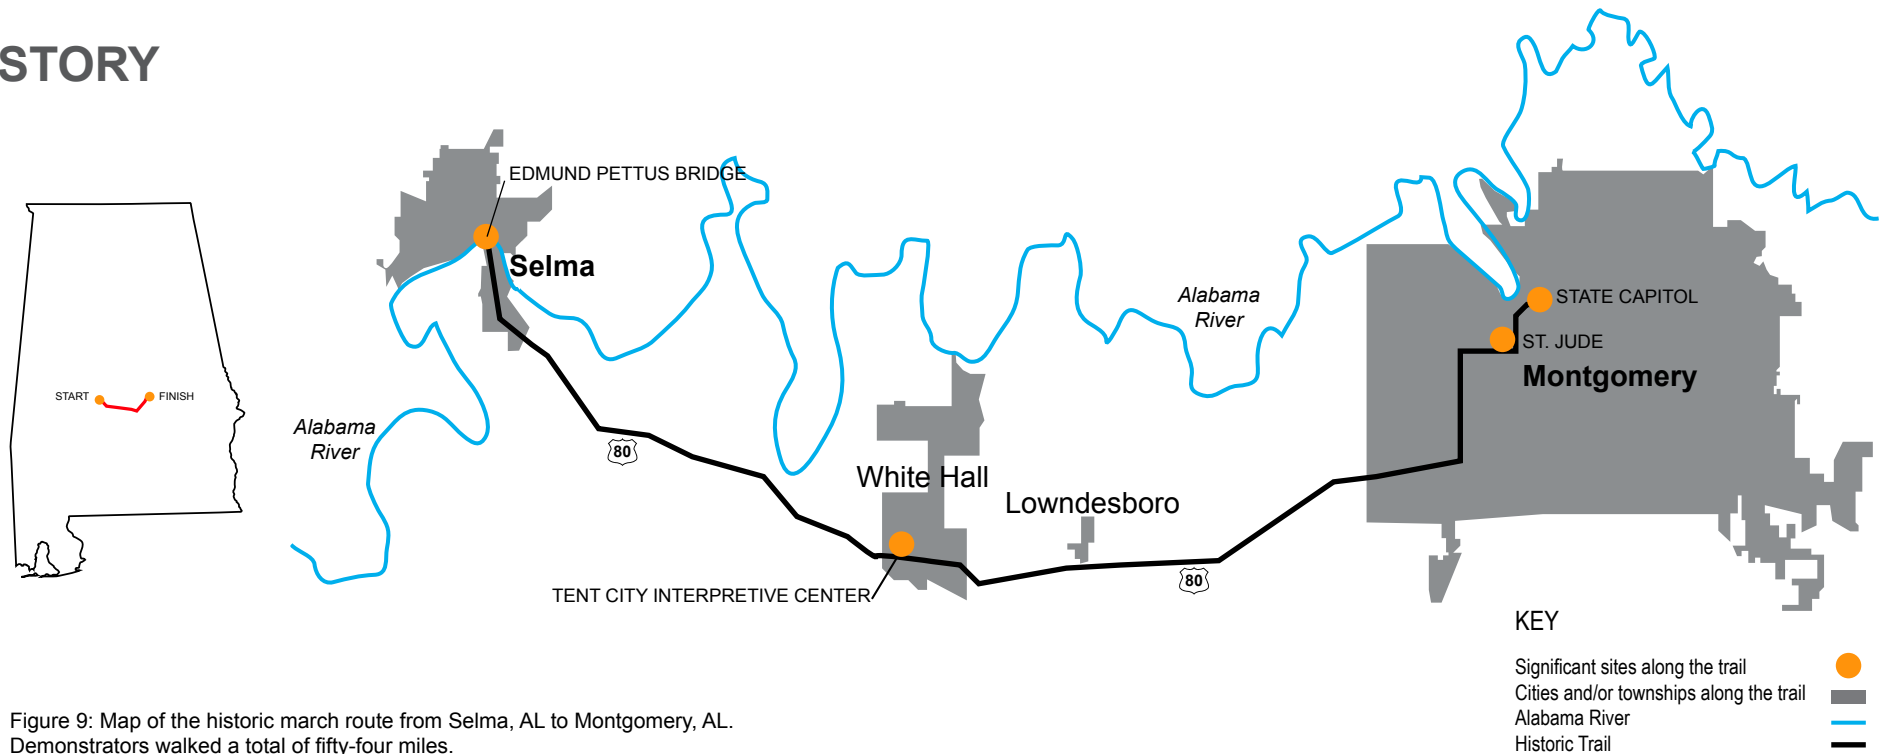 STORY
EDMUND PETTUS BRIDGE
Selma
Alabama
River
STATE CAPITOL
ST. JUDE
Montgomery
START
FINISH
Alabama
River
80
White Hall
Lowndesboro
80
TENT CITY INTERPRETIVE CENTER
KEY
Significant sites along the trail
Cities and/or townships along the trail
Alabama River
Historic Trail
Figure 9: Map of the historic march route from Selma, AL to Montgomery, AL.
Demonstrators walked a total of fifty-four miles.